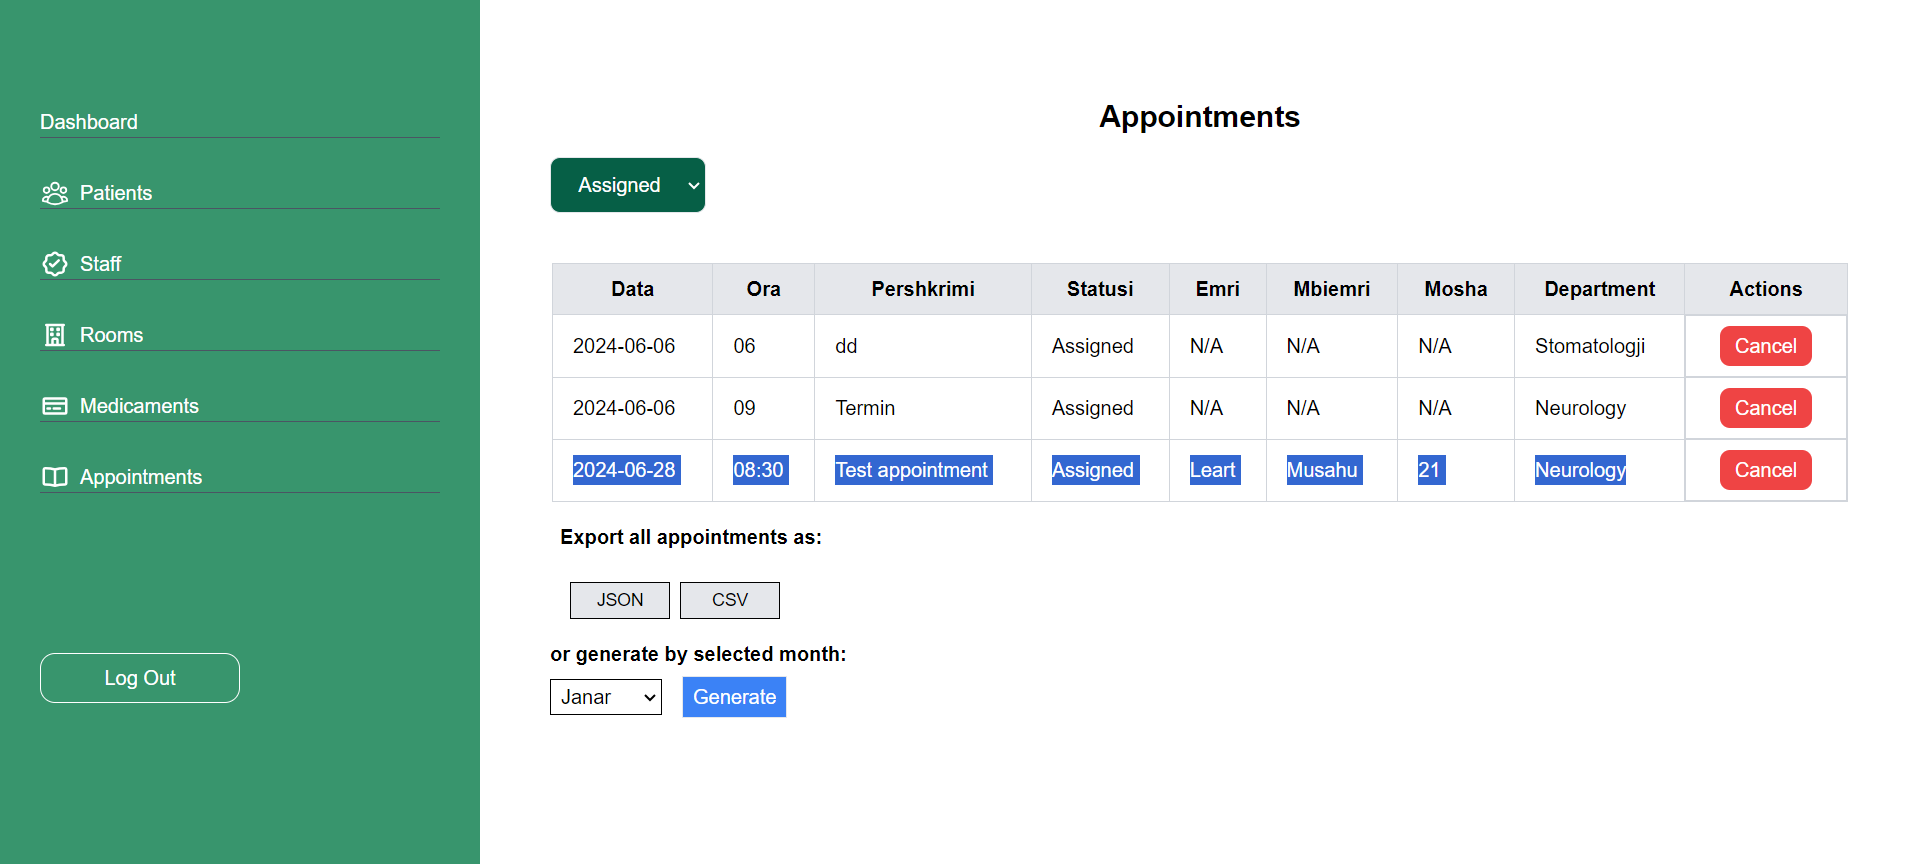 Dashboard
Patients
Staff
Rooms
Medicaments
Appointments
Log Out
Appointments
Assigned
Data Ora Pershkrimi Statusi Emri Mbiemri Mosha Department Actions
2024-06-06 06 dd Assigned N/A N/A N/A Stomatologji Cancel
2024-06-06 09 Termin Assigned N/A N/A N/A Neurology Cancel
2024-06-28 08:30 Test appointment Assigned Leart Musahu 21 Neurology Cancel
Export all appointments as:
JSON CSV
or generate by selected month:
Janar Generate